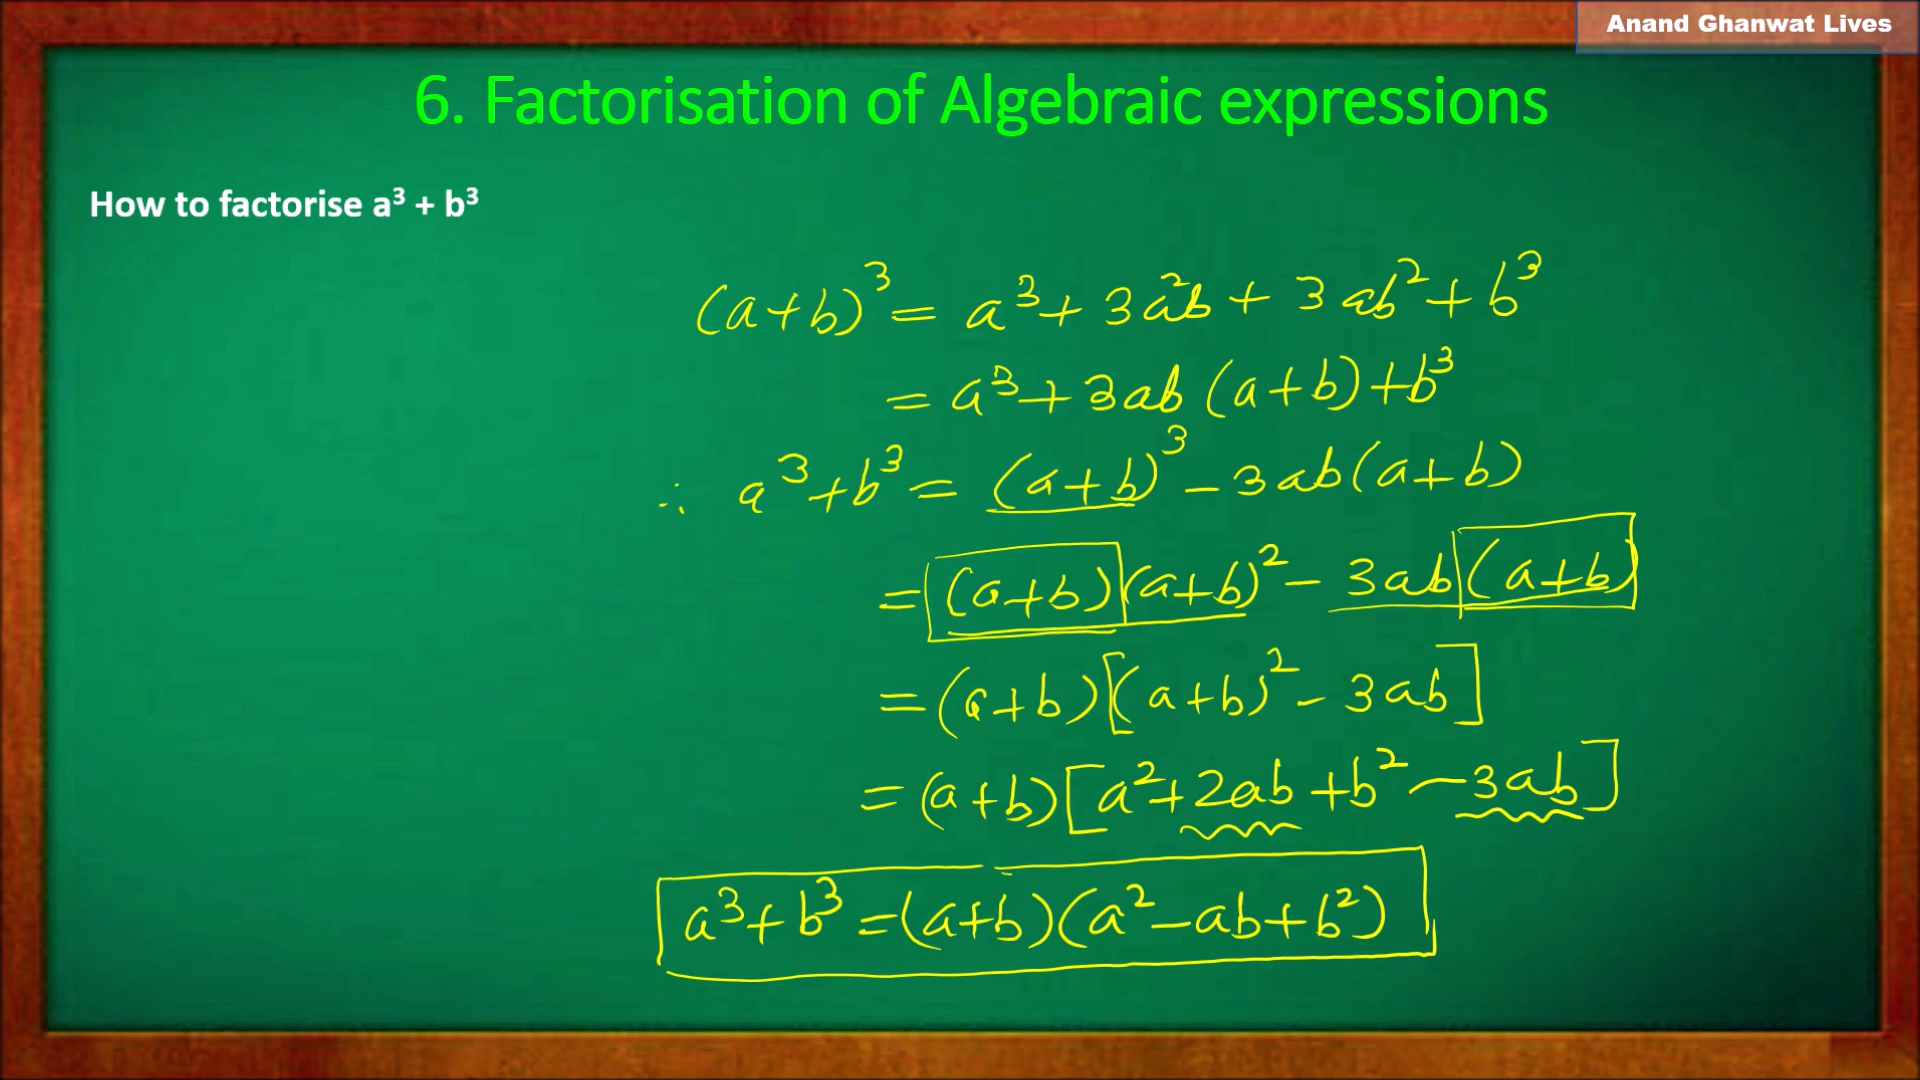 Anand Ghanwat Lives
6. Factorisation of Algebraic expressions
How to factorise a³ + b³
(a+b)³ = a³ + 3a²b + 3ab² + b³
= a³ + 3ab (a+b) + b³
∴ a³ + b³ = (a+b)³ - 3ab(a+b)
= (a+b)(a+b)² - 3ab(a+b)
= (a+b)[(a+b)² - 3ab]
= (a+b)[a² + 2ab + b² - 3ab]
a³ + b³ = (a+b)(a² - ab + b²)